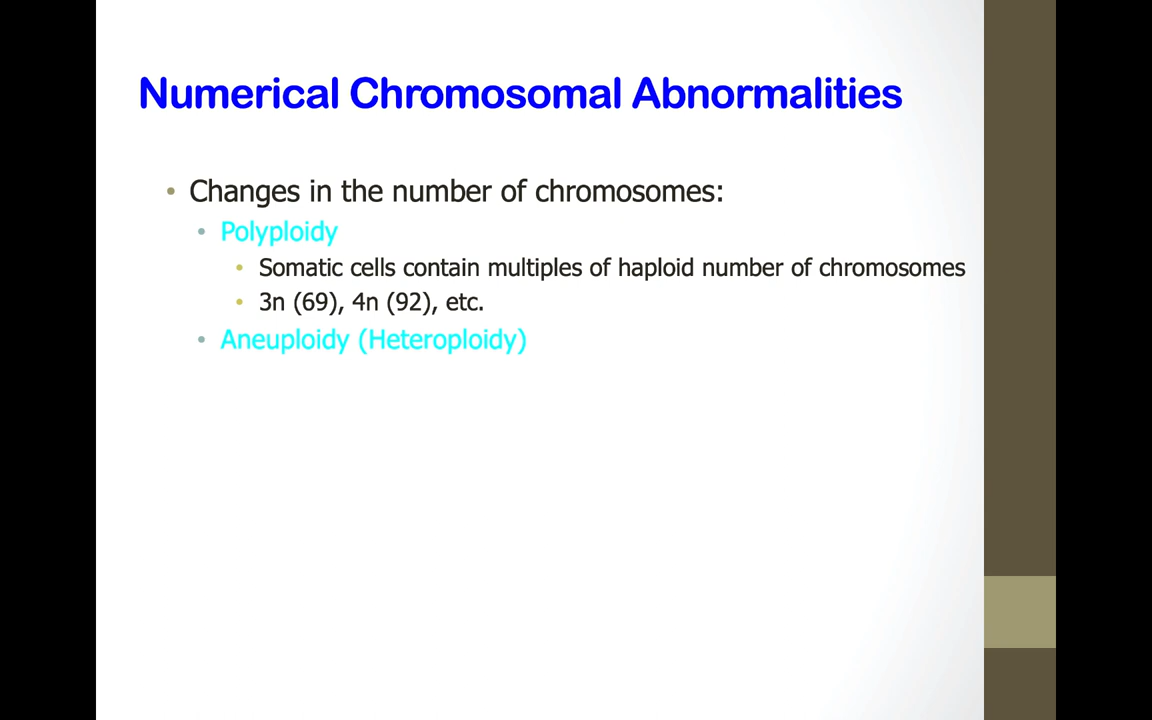 Numerical Chromosomal Abnormalities
• Changes in the number of chromosomes:
• Polyploidy
• Somatic cells contain multiples of haploid number of chromosomes
• 3n (69), 4n (92), etc.
• Aneuploidy (Heteroploidy)